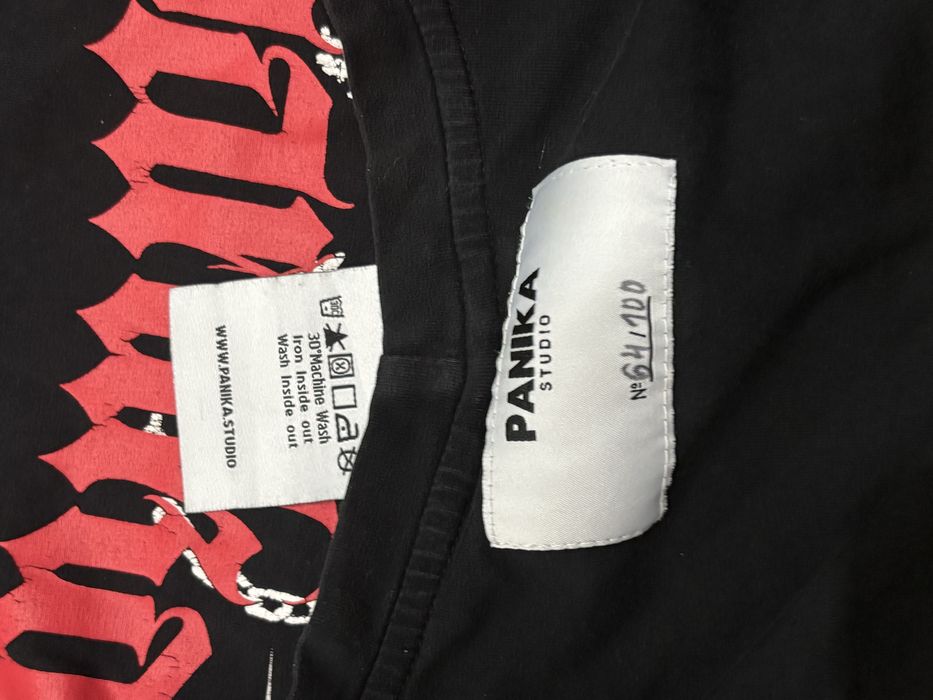 30°Machine Wash
Iron Inside out
Wash Inside out
WWW.PANIKA.STUDIO
PANIKA
STUDIO
Nº 64/100